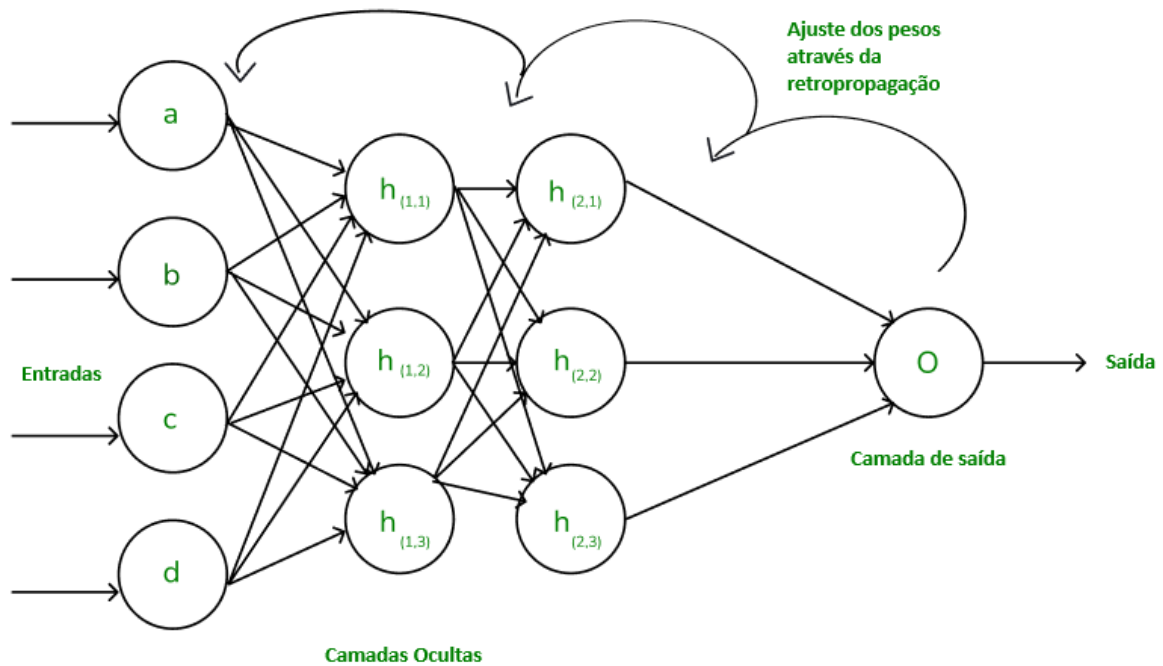 Ajuste dos pesos
através da
retropropagação
a
h (1,1)
h (2,1)
b
Entradas
h (1,2)
h (2,2)
O
Saída
c
Camada de saída
h (1,3)
h (2,3)
d
Camadas Ocultas